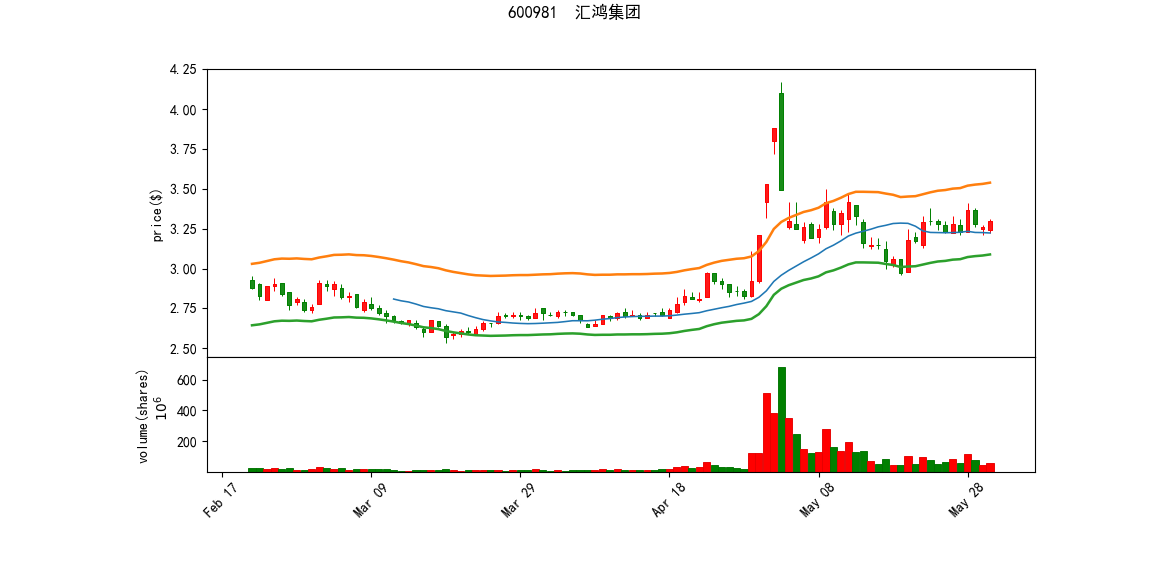 600981 汇鸿集团
price($)
4.25
4.00
3.75
3.50
3.25
3.00
2.75
2.50
volume(shares)
10^6
600
400
200
Feb 17
Mar 09
Mar 29
Apr 18
May 08
May 28